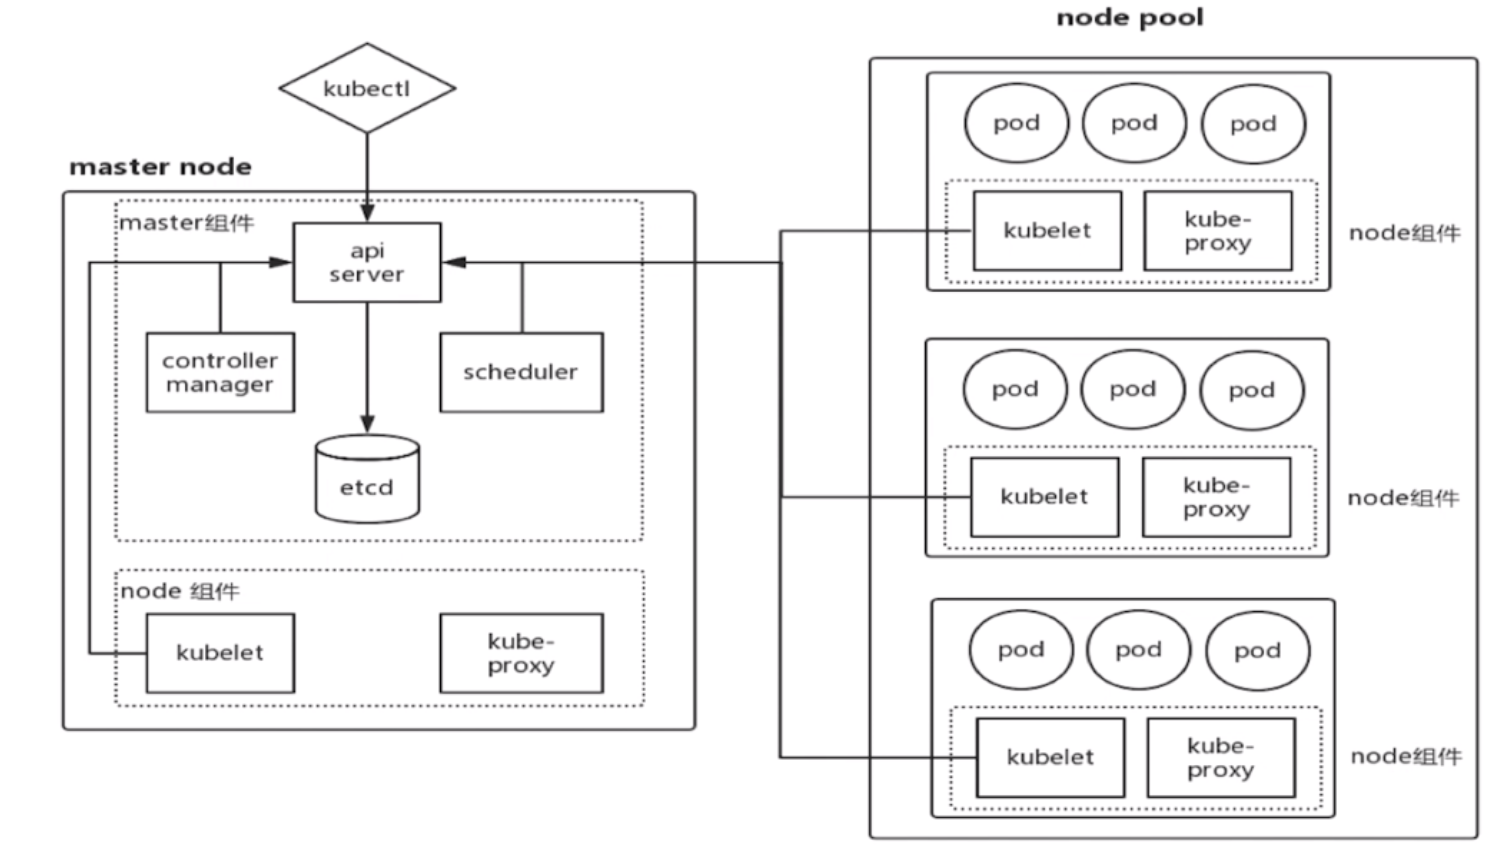 node pool
kubectl
master node
master组件
api
server
controller
manager
scheduler
etcd
node 组件
kubelet
kube-
proxy
pod
pod
pod
kubelet
kube-
proxy
node组件
pod
pod
pod
kubelet
kube-
proxy
node组件
pod
pod
pod
kubelet
kube-
proxy
node组件